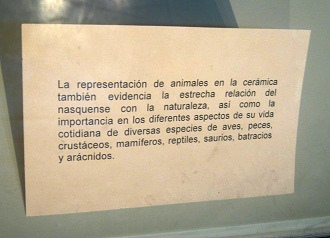 La representación de animales en la cerámica
también evidencia la estrecha relación del
nasquense con la naturaleza, así como la
importancia en los diferentes aspectos de su vida
cotidiana de diversas especies de aves, peces,
crustáceos, mamíferos, reptiles, saurios, batracios
y arácnidos.